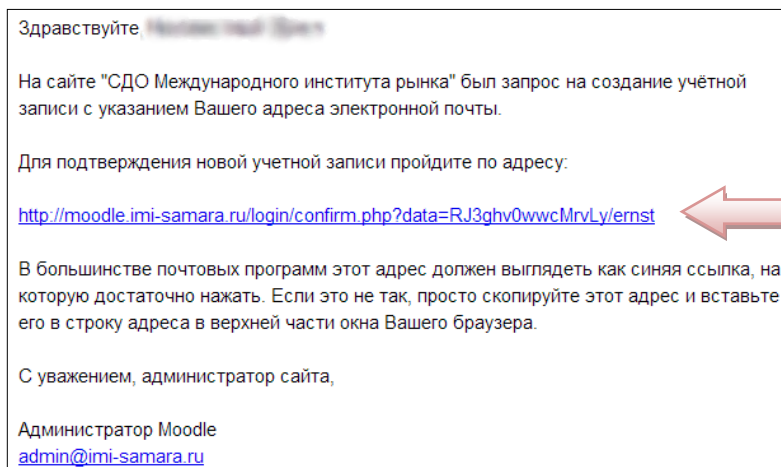 Здравствуйте,
На сайте "СДО Международного института рынка" был запрос на создание учётной
записи с указанием Вашего адреса электронной почты.
Для подтверждения новой учетной записи пройдите по адресу:
http://moodle.imi-samara.ru/login/confirm.php?data=RJ3ghv0wwcMrvLy/ernst
В большинстве почтовых программ этот адрес должен выглядеть как синяя ссылка, на
которую достаточно нажать. Если это не так, просто скопируйте этот адрес и вставьте
его в строку адреса в верхней части окна Вашего браузера.
С уважением, администратор сайта,
Администратор Moodle
admin@imi-samara.ru